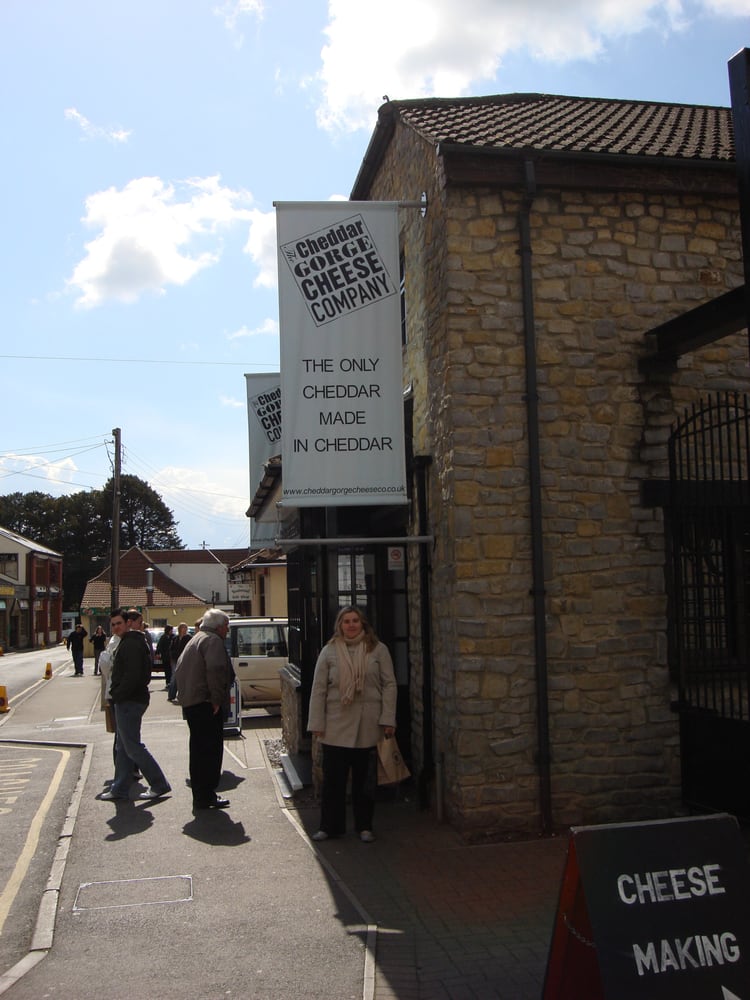 The Cheddar
GORGE
CHEESE
COMPANY
THE ONLY
CHEDDAR
MADE
IN CHEDDAR
www.cheddargorgecheeseco.co.uk
CHEESE
MAKING